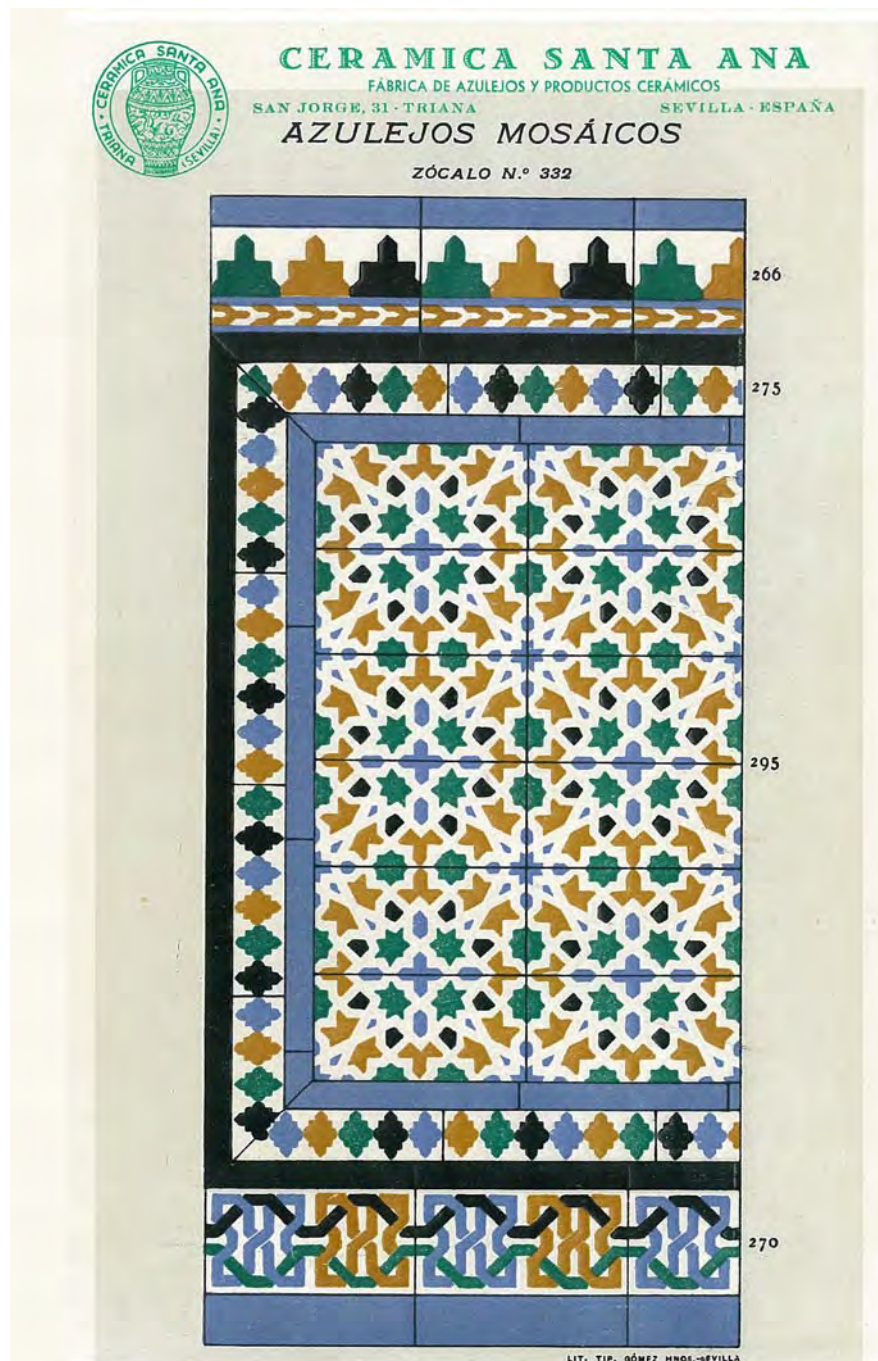 CERAMICA SANTA ANA
TRIANA
(SEVILLA)
CERAMICA SANTA ANA
FÁBRICA DE AZULEJOS Y PRODUCTOS CERÁMICOS
SAN JORGE, 31 - TRIANA SEVILLA - ESPAÑA
AZULEJOS MOSÁICOS
ZÓCALO N.º 332
266
275
295
270
LIT. TIP. GÓMEZ HNOS.-SEVILLA